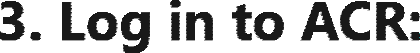 3. Log in to ACR: